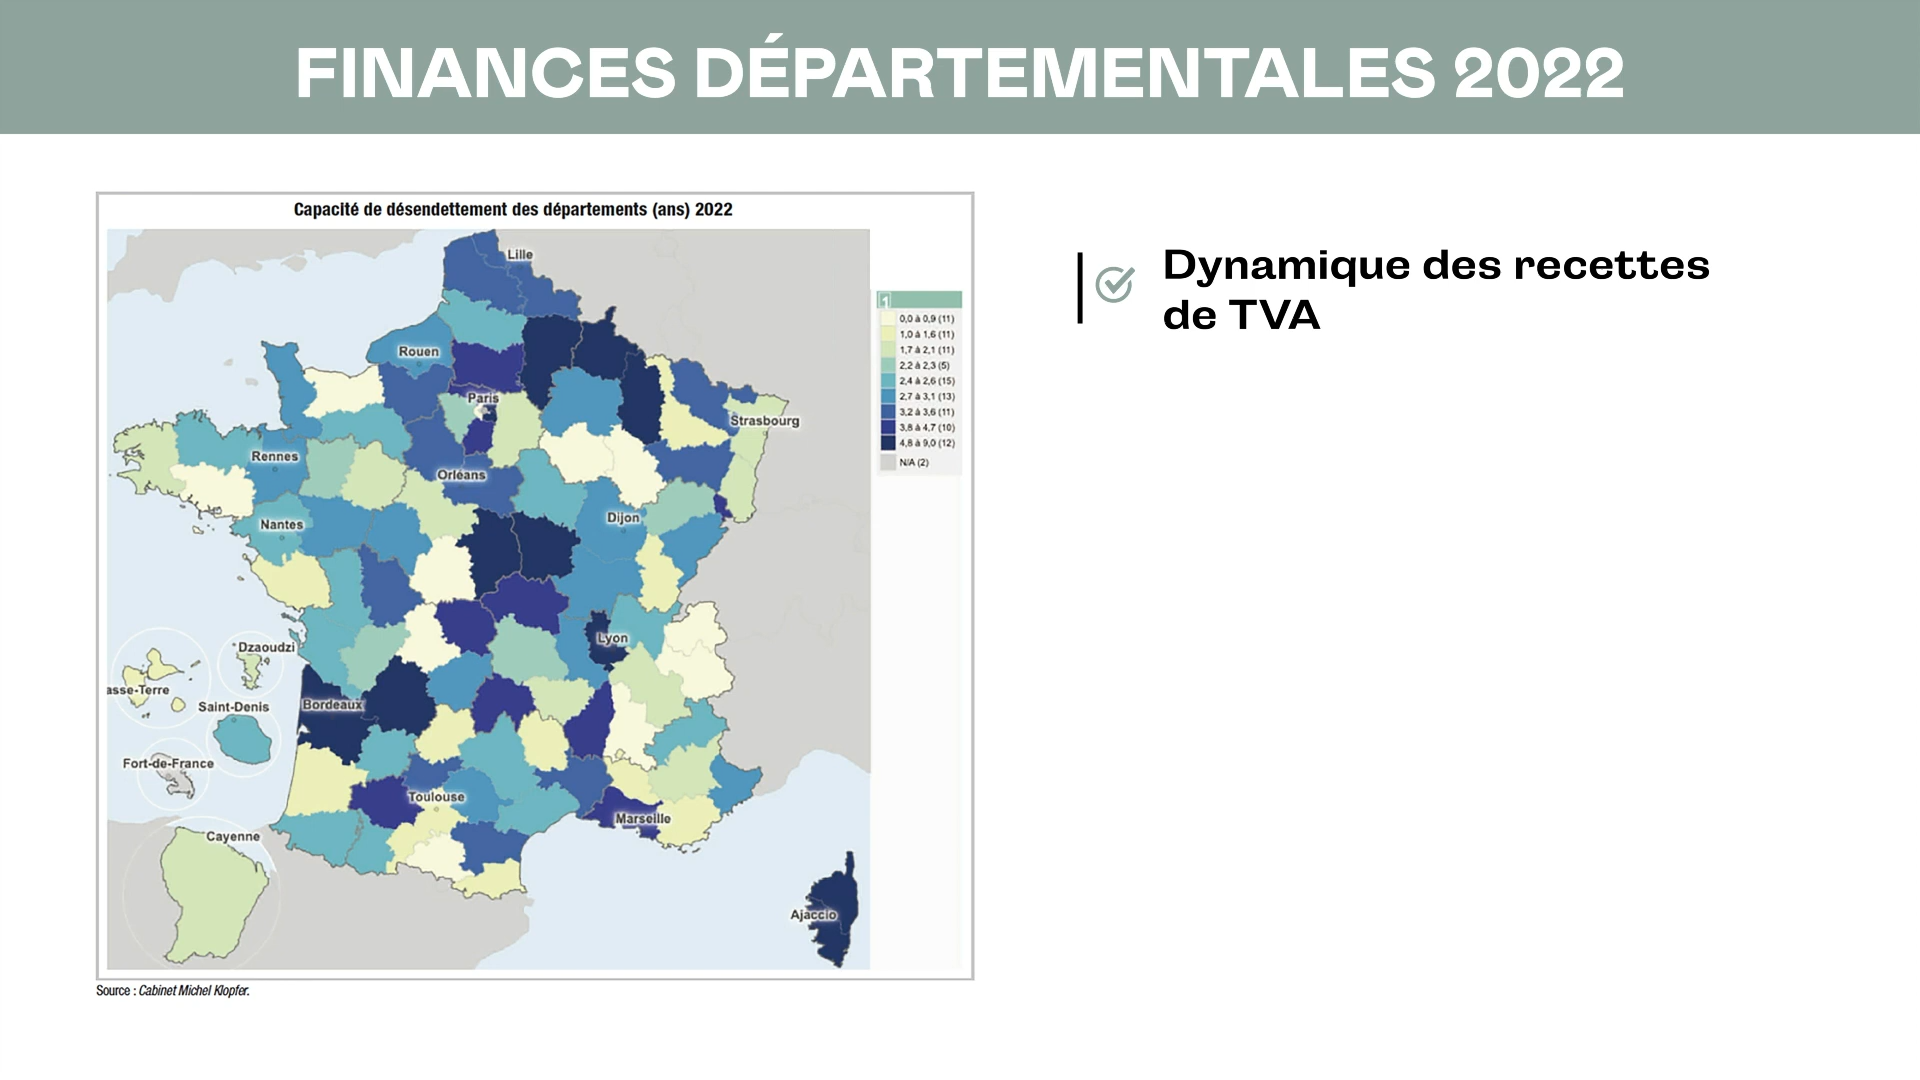 FINANCES DÉPARTEMENTALES 2022
Capacité de désendettement des départements (ans) 2022
Lille
Rouen
Paris
Strasbourg
Rennes
Orléans
Nantes
Dijon
Lyon
Dzaoudzi
asse-Terre
Saint-Denis
Bordeaux
Fort-de-France
Toulouse
Marseille
Cayenne
Ajaccio
1
0,0 à 0,9 (11)
1,0 à 1,6 (11)
1,7 à 2,1 (11)
2,2 à 2,3 (5)
2,4 à 2,6 (15)
2,7 à 3,1 (13)
3,2 à 3,6 (11)
3,8 à 4,7 (10)
4,8 à 9,0 (12)
N/A (2)
Source : Cabinet Michel Klopfer.
Dynamique des recettes
de TVA